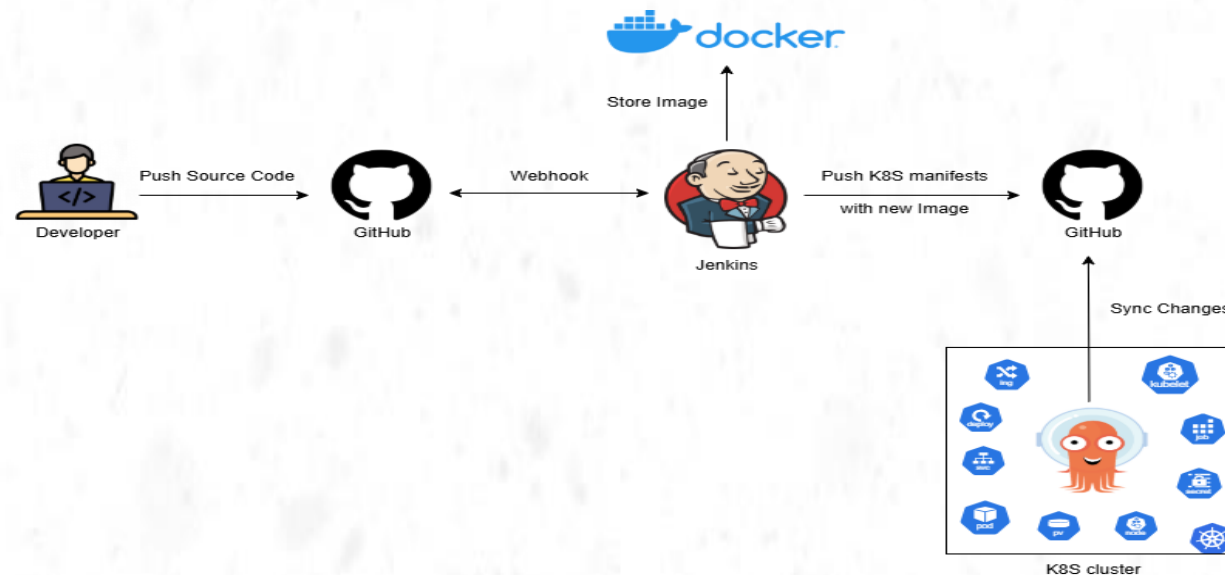 docker
Store Image
Push Source Code
Webhook
Push K8S manifests
with new Image
</>
Developer
GitHub
Jenkins
GitHub
Sync Changes
ing
kubelet
deploy
job
svc
secret
pod
pv
node
K8S cluster